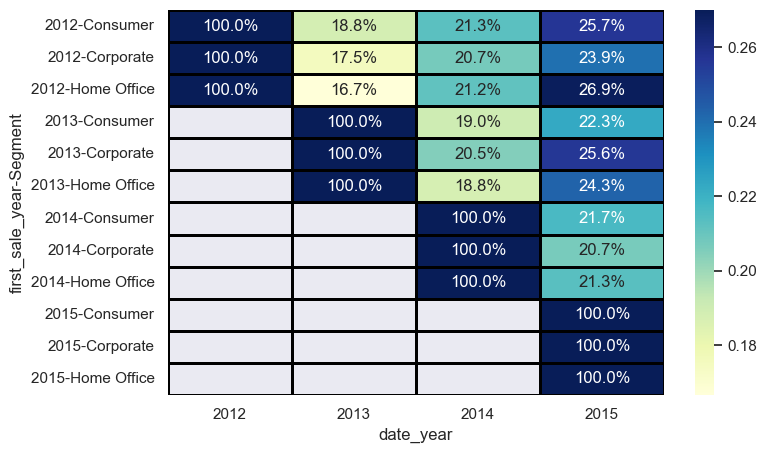 first_sale_year-Segment
2012-Consumer 100.0% 18.8% 21.3% 25.7%
2012-Corporate 100.0% 17.5% 20.7% 23.9%
2012-Home Office 100.0% 16.7% 21.2% 26.9%
2013-Consumer 100.0% 19.0% 22.3%
2013-Corporate 100.0% 20.5% 25.6%
2013-Home Office 100.0% 18.8% 24.3%
2014-Consumer 100.0% 21.7%
2014-Corporate 100.0% 20.7%
2014-Home Office 100.0% 21.3%
2015-Consumer 100.0%
2015-Corporate 100.0%
2015-Home Office 100.0%
2012 2013 2014 2015
date_year
0.26
0.24
0.22
0.20
0.18